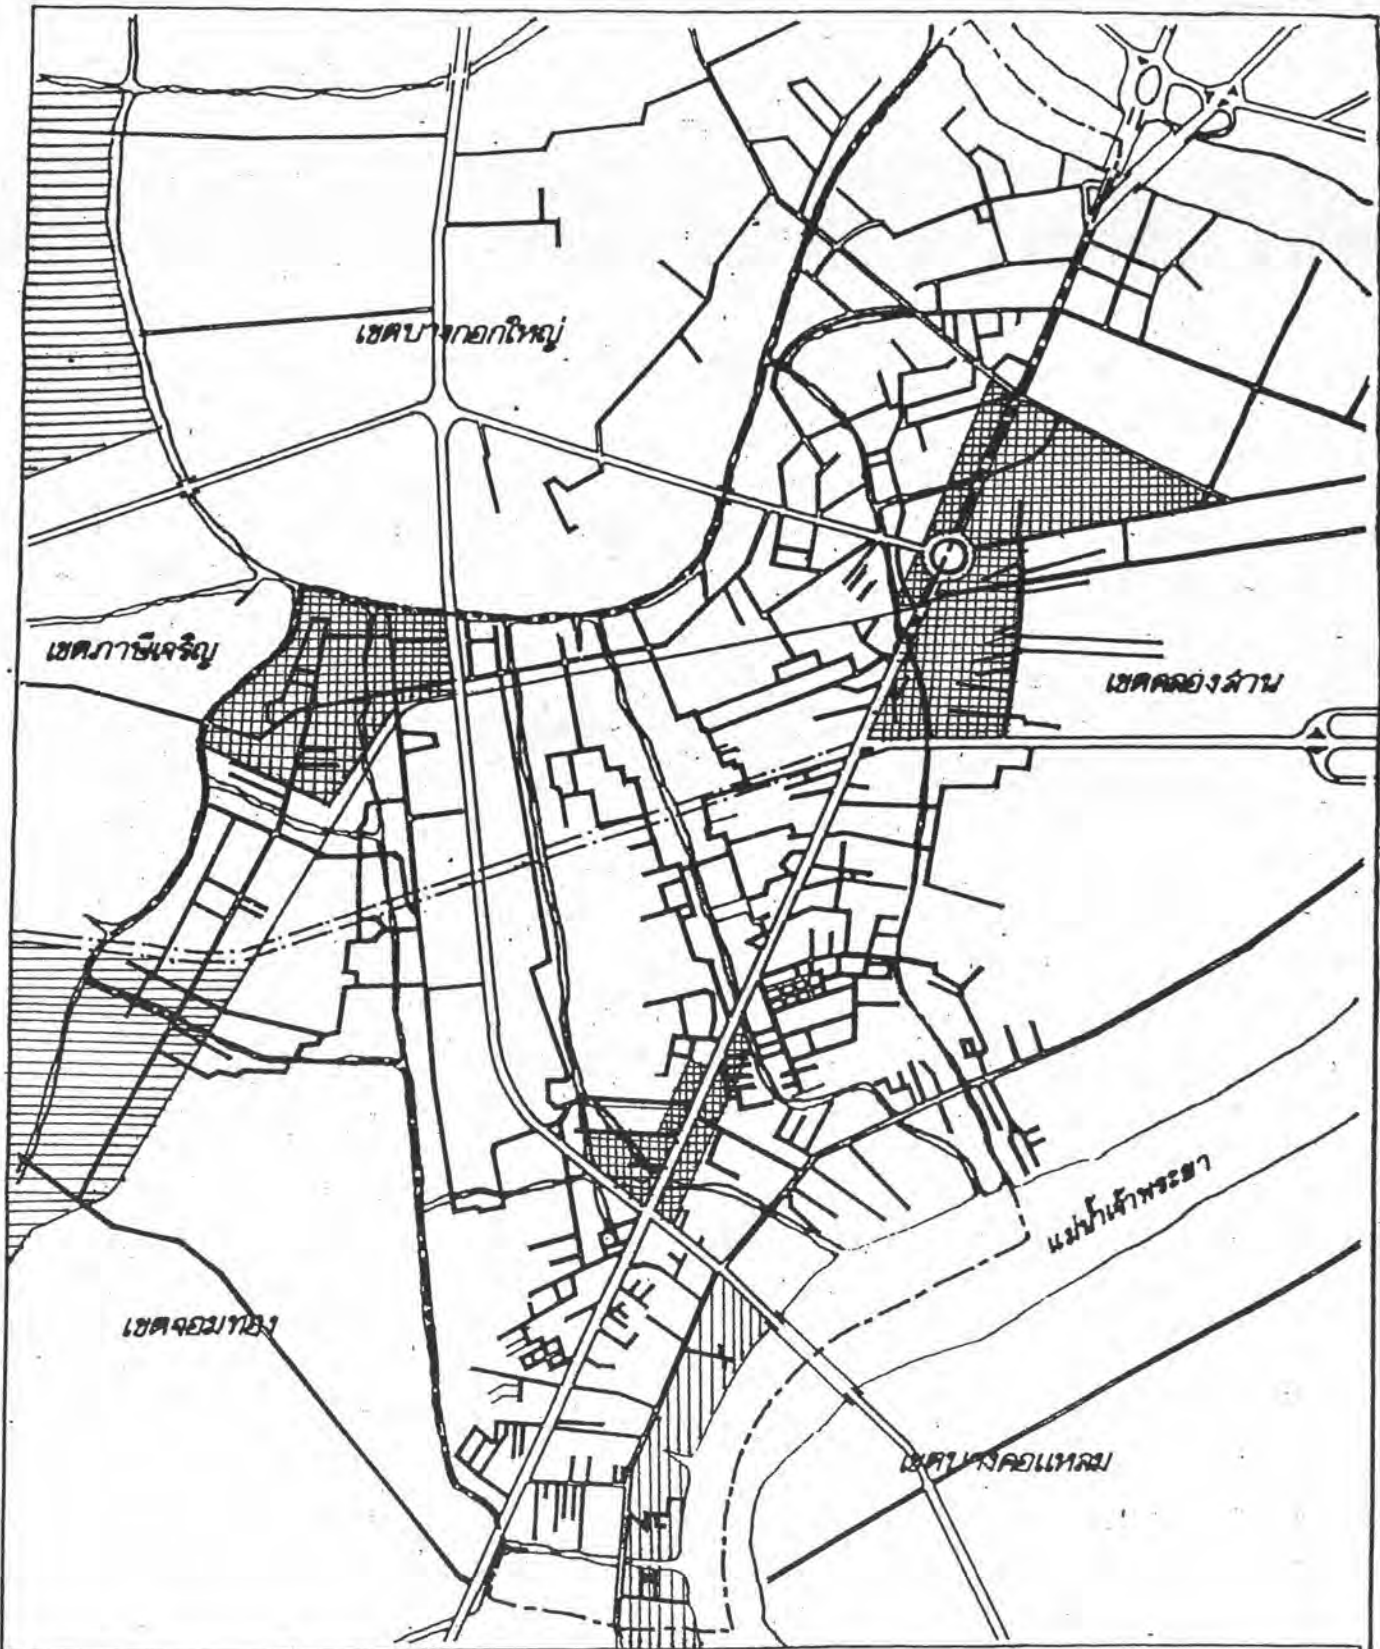 เขตบางกอกใหญ่
เขตภาษีเจริญ
เขตคลองสาน
แม่น้ำเจ้าพระยา
เขตจอมทอง
เขตบางคอแหลม